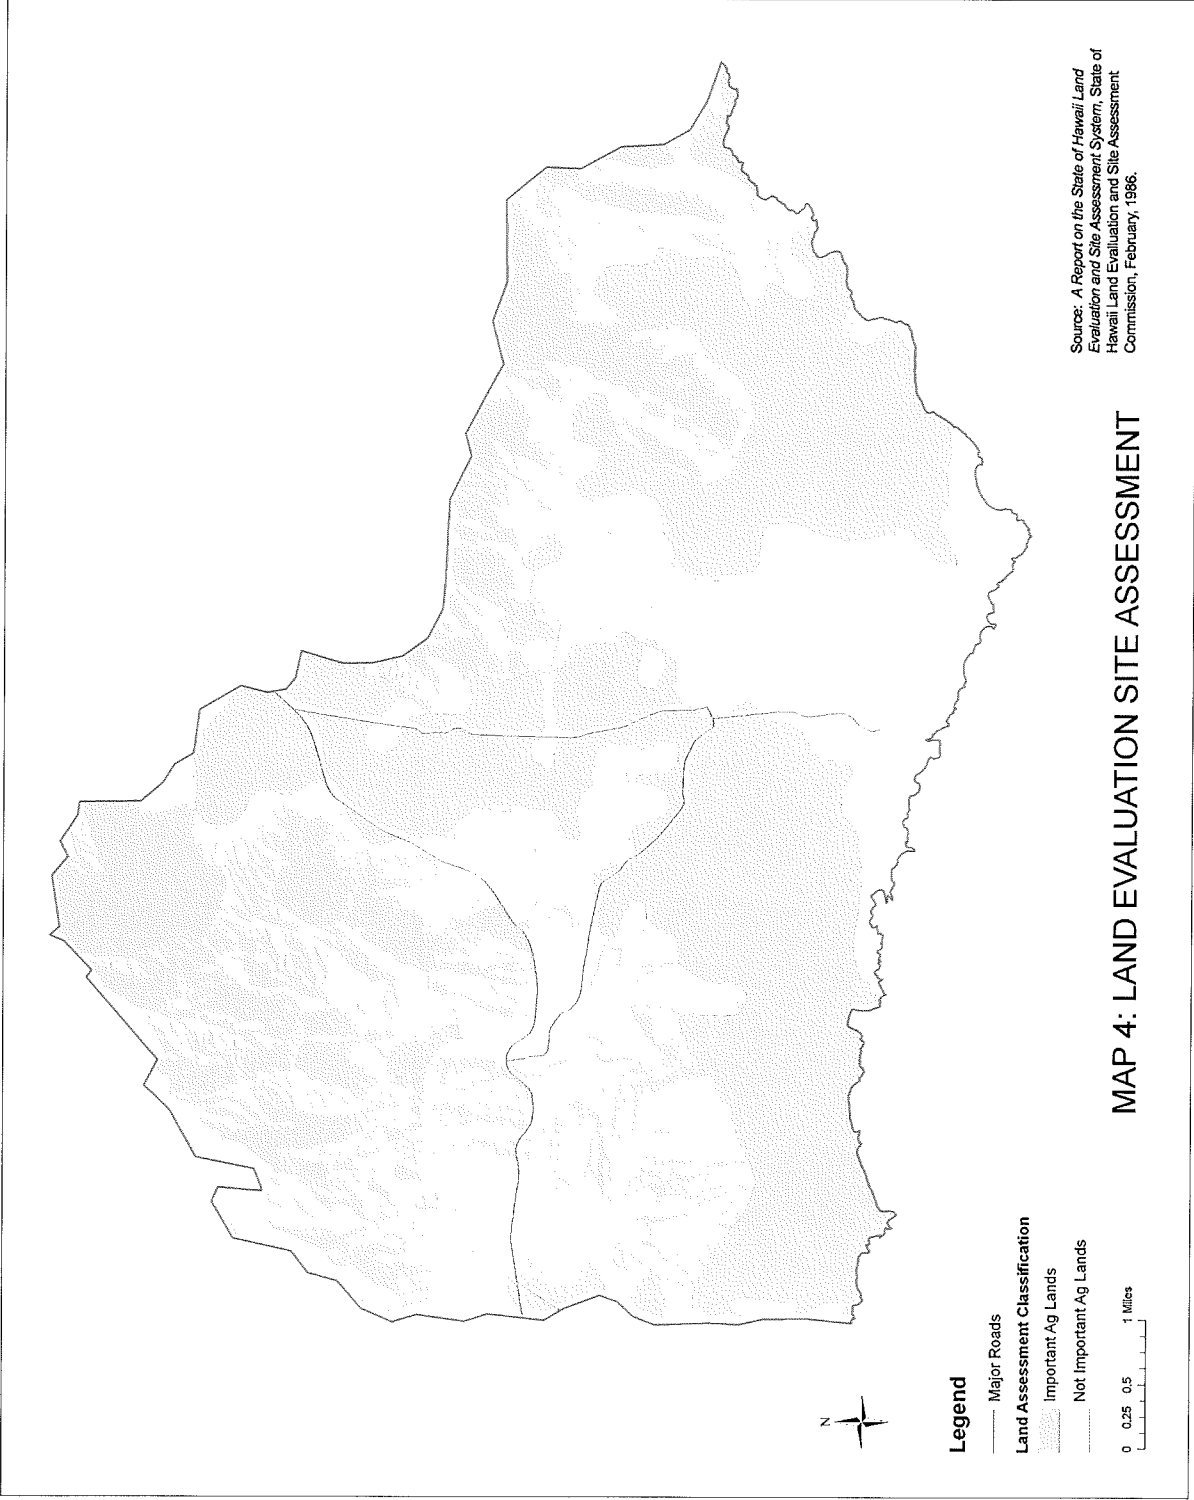 Source: A Report on the State of Hawaii Land
Evaluation and Site Assessment System, State of
Hawaii Land Evalluation and Site Assessment
Commission, February, 1986.
MAP 4: LAND EVALUATION SITE ASSESSMENT
N
Legend
Major Roads
Land Assessment Classification
Important Ag Lands
Not Important Ag Lands
0 0.25 0.5 1 Miles